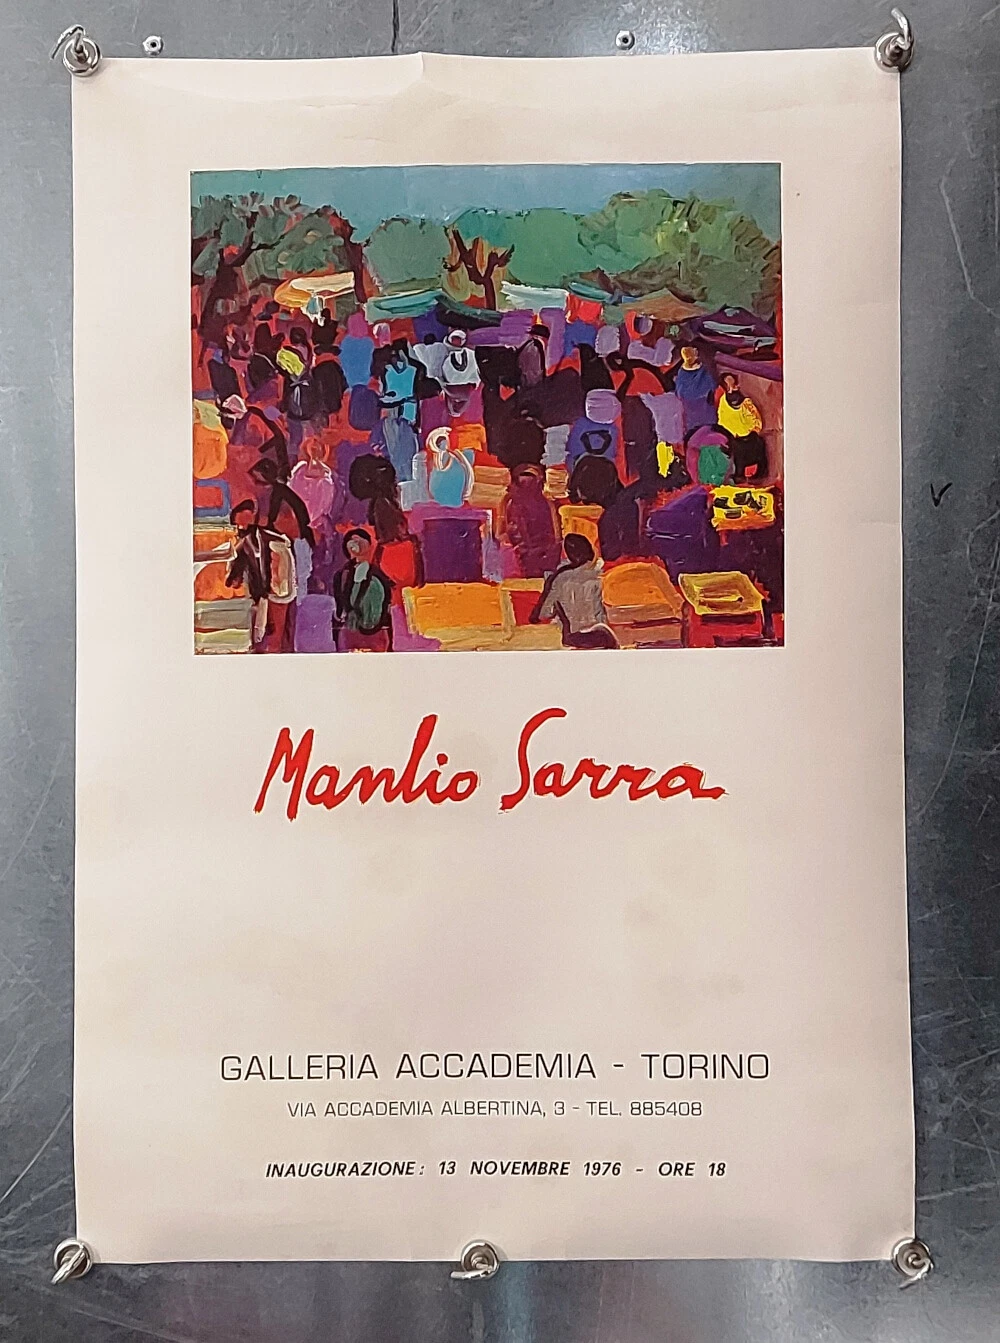 Manlio Sarra
GALLERIA ACCADEMIA - TORINO
VIA ACCADEMIA ALBERTINA, 3 - TEL. 885408
INAUGURAZIONE: 13 NOVEMBRE 1976 - ORE 18